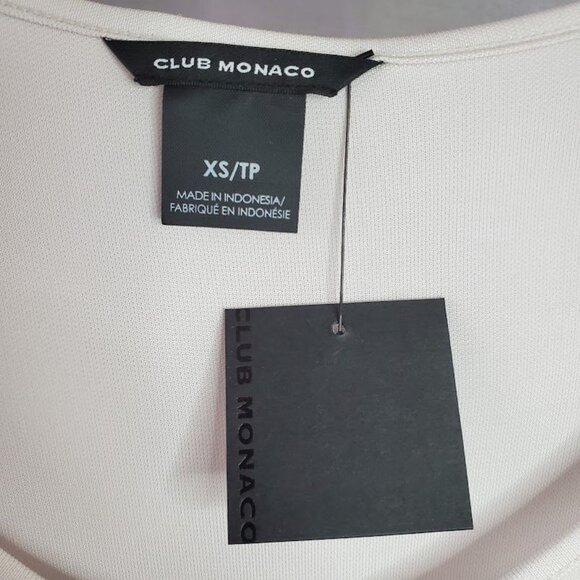 CLUB MONACO
XS/TP
MADE IN INDONESIA/
FABRIQUÉ EN INDONÉSIE
CLUB MONACO